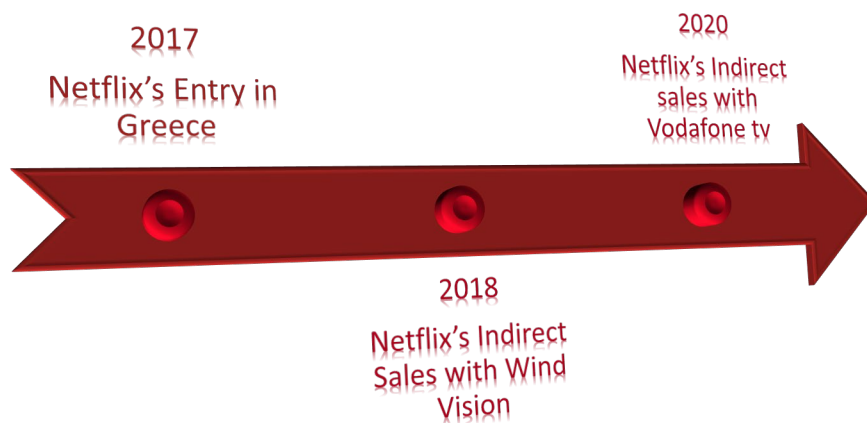 2017
Netflix's Entry in
Greece
2018
Netflix's Indirect
Sales with Wind
Vision
2020
Netflix's Indirect
sales with
Vodafone tv